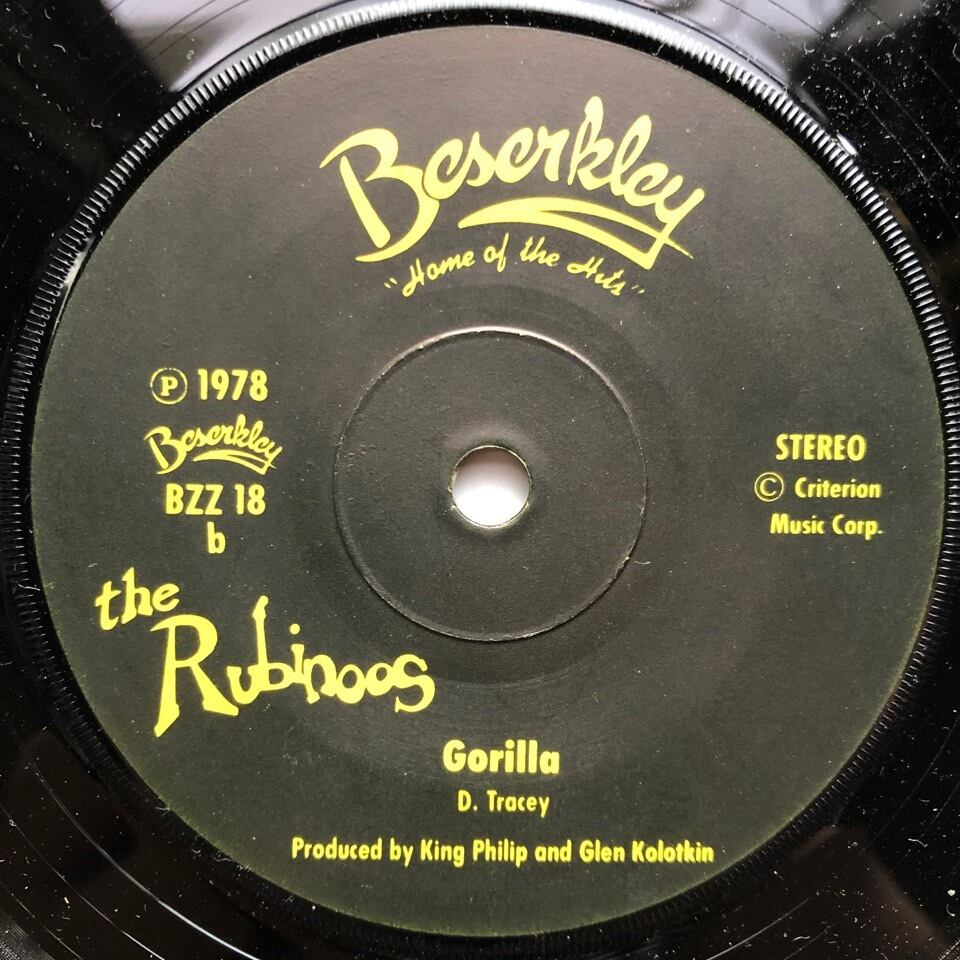 Beserkley
"Home of the Hits"
Ⓟ 1978
Beserkley
BZZ 18
b
STEREO
© Criterion
Music Corp.
the
Rubinoos
Gorilla
D. Tracey
Produced by King Philip and Glen Kolotkin